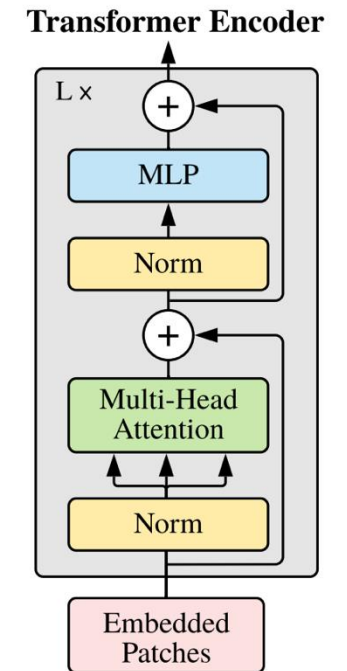 Transformer Encoder
L ×
+
MLP
Norm
+
Multi-Head
Attention
Norm
Embedded
Patches